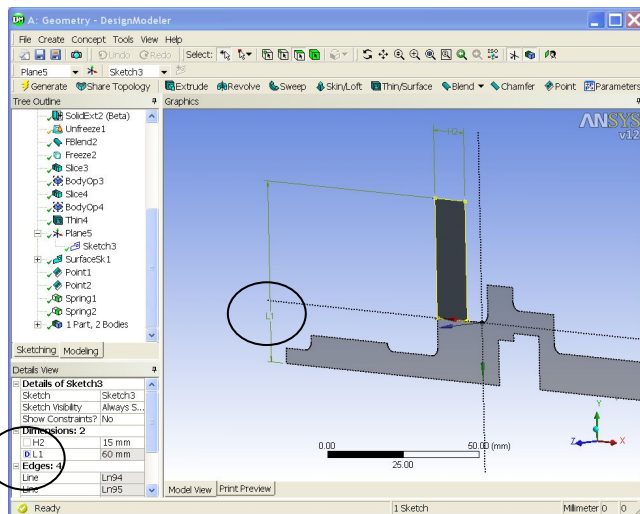 A: Geometry - DesignModeler
File Create Concept Tools View Help
Undo Redo Select:
Plane5 Sketch3
Generate Share Topology Extrude Revolve Sweep Skin/Loft Thin/Surface Blend Chamfer Point Parameters
Tree Outline
SolidExt2 (Beta)
Unfreeze1
FBlend2
Freeze2
Slice3
BodyOp3
Slice4
BodyOp4
Thin4
Plane5
Sketch3
SurfaceSk1
Point1
Point2
Spring1
Spring2
1 Part, 2 Bodies
Sketching Modeling
Details View
Details of Sketch3
Sketch Sketch3
Sketch Visibility Always S...
Show Constraints? No
Dimensions: 2
H2 15 mm
D L1 60 mm
Edges: 4
Line Ln94
Line Ln95
Graphics
ANSYS
v12
H2
L1
0.00 50.00 (mm)
25.00
Y
Z X
Model View Print Preview
Ready 1 Sketch Millimeter 0 0